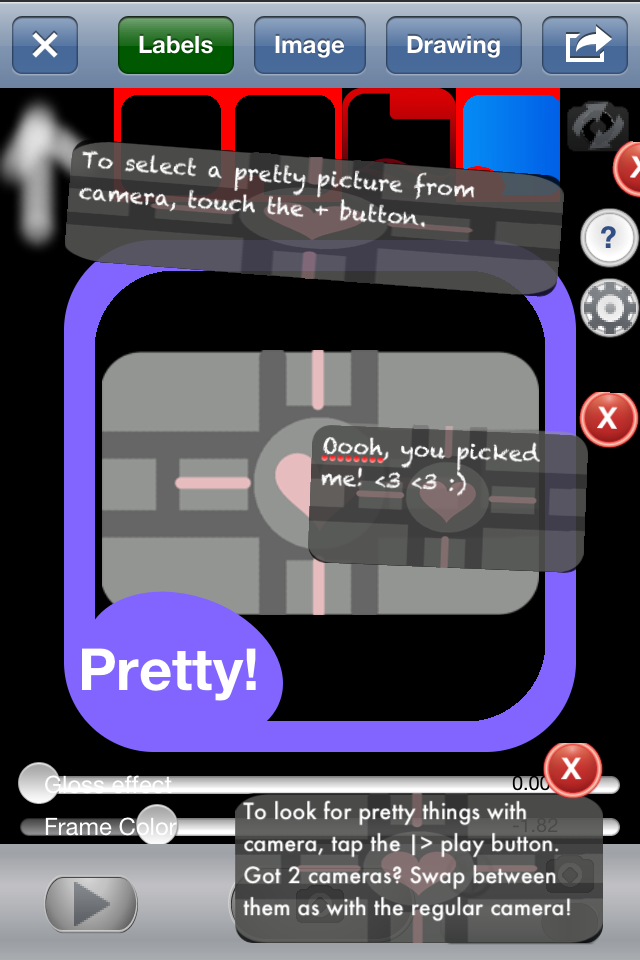 Labels
Image
Drawing
To select a pretty picture from
camera, touch the + button.
X
?
X
Oooh, you picked
me! <3 <3 :)
Pretty!
X
Gloss effect
0.00
Frame Color
-1.82
To look for pretty things with
camera, tap the |> play button.
Got 2 cameras? Swap between
them as with the regular camera!